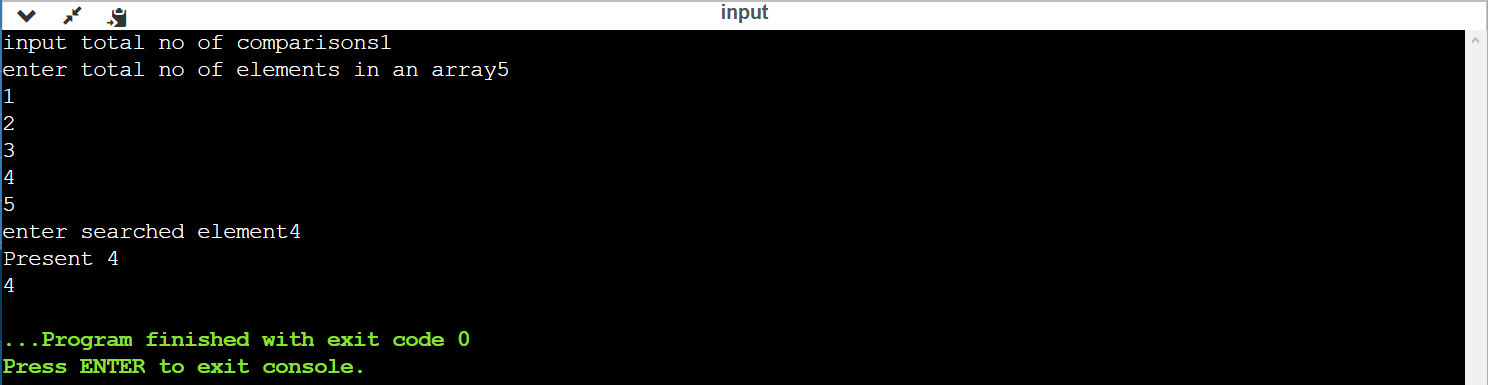 input
input total no of comparisons1
enter total no of elements in an array5
1
2
3
4
5
enter searched element4
Present 4
4
...Program finished with exit code 0
Press ENTER to exit console.